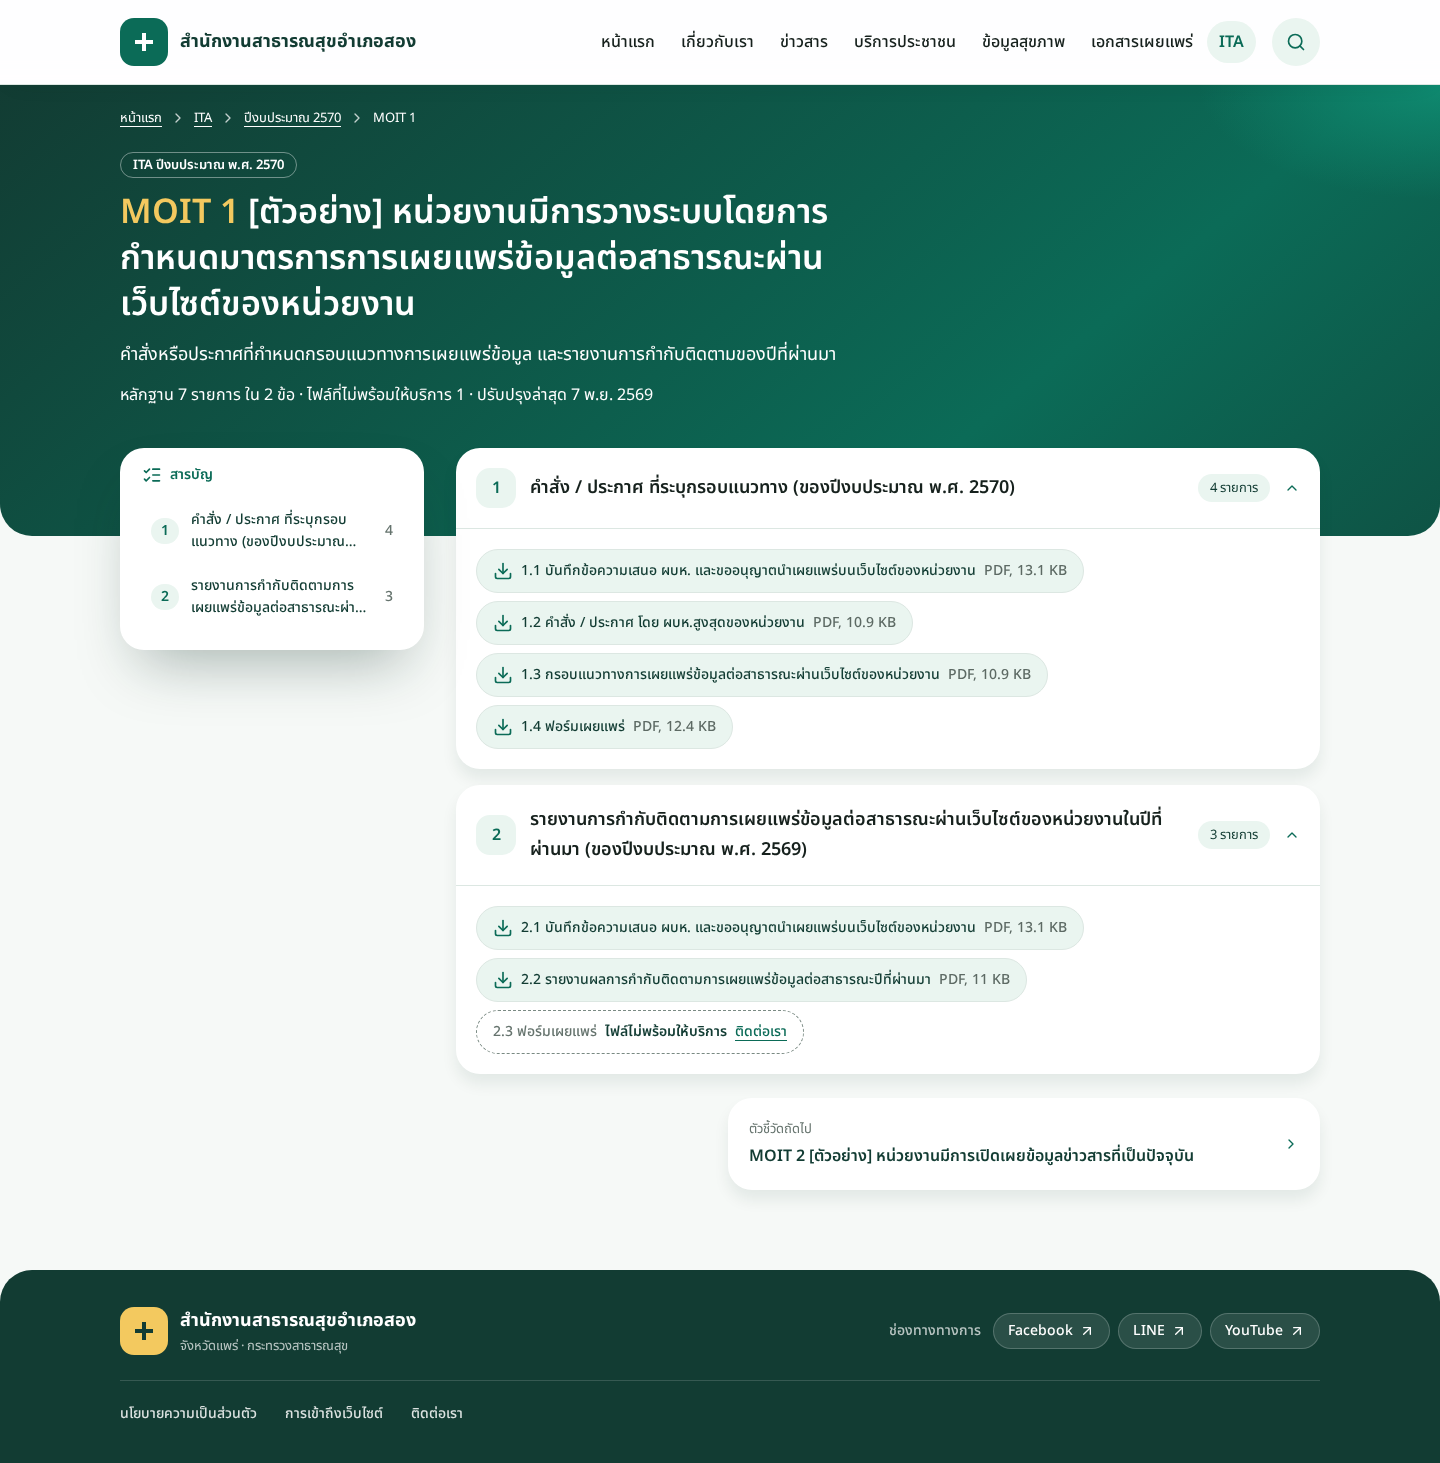 สำนักงานสาธารณสุขอำเภอสอง
หน้าแรก เกี่ยวกับเรา ข่าวสาร บริการประชาชน ข้อมูลสุขภาพ เอกสารเผยแพร่ ITA
หน้าแรก ITA ปีงบประมาณ 2570 MOIT 1
ITA ปีงบประมาณ พ.ศ. 2570
MOIT 1 [ตัวอย่าง] หน่วยงานมีการวางระบบโดยการ
กำหนดมาตรการการเผยแพร่ข้อมูลต่อสาธารณะผ่าน
เว็บไซต์ของหน่วยงาน
คำสั่งหรือประกาศที่กำหนดกรอบแนวทางการเผยแพร่ข้อมูล และรายงานการกำกับติดตามของปีที่ผ่านมา
หลักฐาน 7 รายการ ใน 2 ข้อ · ไฟล์ที่ไม่พร้อมให้บริการ 1 · ปรับปรุงล่าสุด 7 พ.ย. 2569
สารบัญ
1 คำสั่ง / ประกาศ ที่ระบุกรอบ
แนวทาง (ของปีงบประมาณ... 4
2 รายงานการกำกับติดตามการ
เผยแพร่ข้อมูลต่อสาธารณะผ่า... 3
1 คำสั่ง / ประกาศ ที่ระบุกรอบแนวทาง (ของปีงบประมาณ พ.ศ. 2570) 4 รายการ
1.1 บันทึกข้อความเสนอ ผบห. และขออนุญาตนำเผยแพร่บนเว็บไซต์ของหน่วยงาน PDF, 13.1 KB
1.2 คำสั่ง / ประกาศ โดย ผบห.สูงสุดของหน่วยงาน PDF, 10.9 KB
1.3 กรอบแนวทางการเผยแพร่ข้อมูลต่อสาธารณะผ่านเว็บไซต์ของหน่วยงาน PDF, 10.9 KB
1.4 ฟอร์มเผยแพร่ PDF, 12.4 KB
2 รายงานการกำกับติดตามการเผยแพร่ข้อมูลต่อสาธารณะผ่านเว็บไซต์ของหน่วยงานในปีที่
ผ่านมา (ของปีงบประมาณ พ.ศ. 2569) 3 รายการ
2.1 บันทึกข้อความเสนอ ผบห. และขออนุญาตนำเผยแพร่บนเว็บไซต์ของหน่วยงาน PDF, 13.1 KB
2.2 รายงานผลการกำกับติดตามการเผยแพร่ข้อมูลต่อสาธารณะปีที่ผ่านมา PDF, 11 KB
2.3 ฟอร์มเผยแพร่ ไฟล์ไม่พร้อมให้บริการ ติดต่อเรา
ตัวชี้วัดถัดไป
MOIT 2 [ตัวอย่าง] หน่วยงานมีการเปิดเผยข้อมูลข่าวสารที่เป็นปัจจุบัน
สำนักงานสาธารณสุขอำเภอสอง
จังหวัดแพร่ · กระทรวงสาธารณสุข
ช่องทางทางการ Facebook LINE YouTube
นโยบายความเป็นส่วนตัว การเข้าถึงเว็บไซต์ ติดต่อเรา